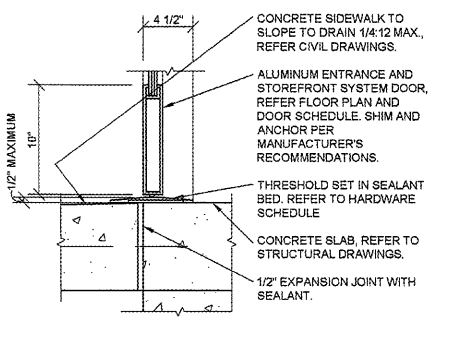 4 1/2"
CONCRETE SIDEWALK TO
SLOPE TO DRAIN 1/4:12 MAX.,
REFER CIVIL DRAWINGS.
ALUMINUM ENTRANCE AND
STOREFRONT SYSTEM DOOR,
REFER FLOOR PLAN AND
DOOR SCHEDULE. SHIM AND
ANCHOR PER
MANUFACTURER'S
RECOMMENDATIONS.
10"
1/2" MAXIMUM
THRESHOLD SET IN SEALANT
BED. REFER TO HARDWARE
SCHEDULE
CONCRETE SLAB, REFER TO
STRUCTURAL DRAWINGS.
1/2" EXPANSION JOINT WITH
SEALANT.